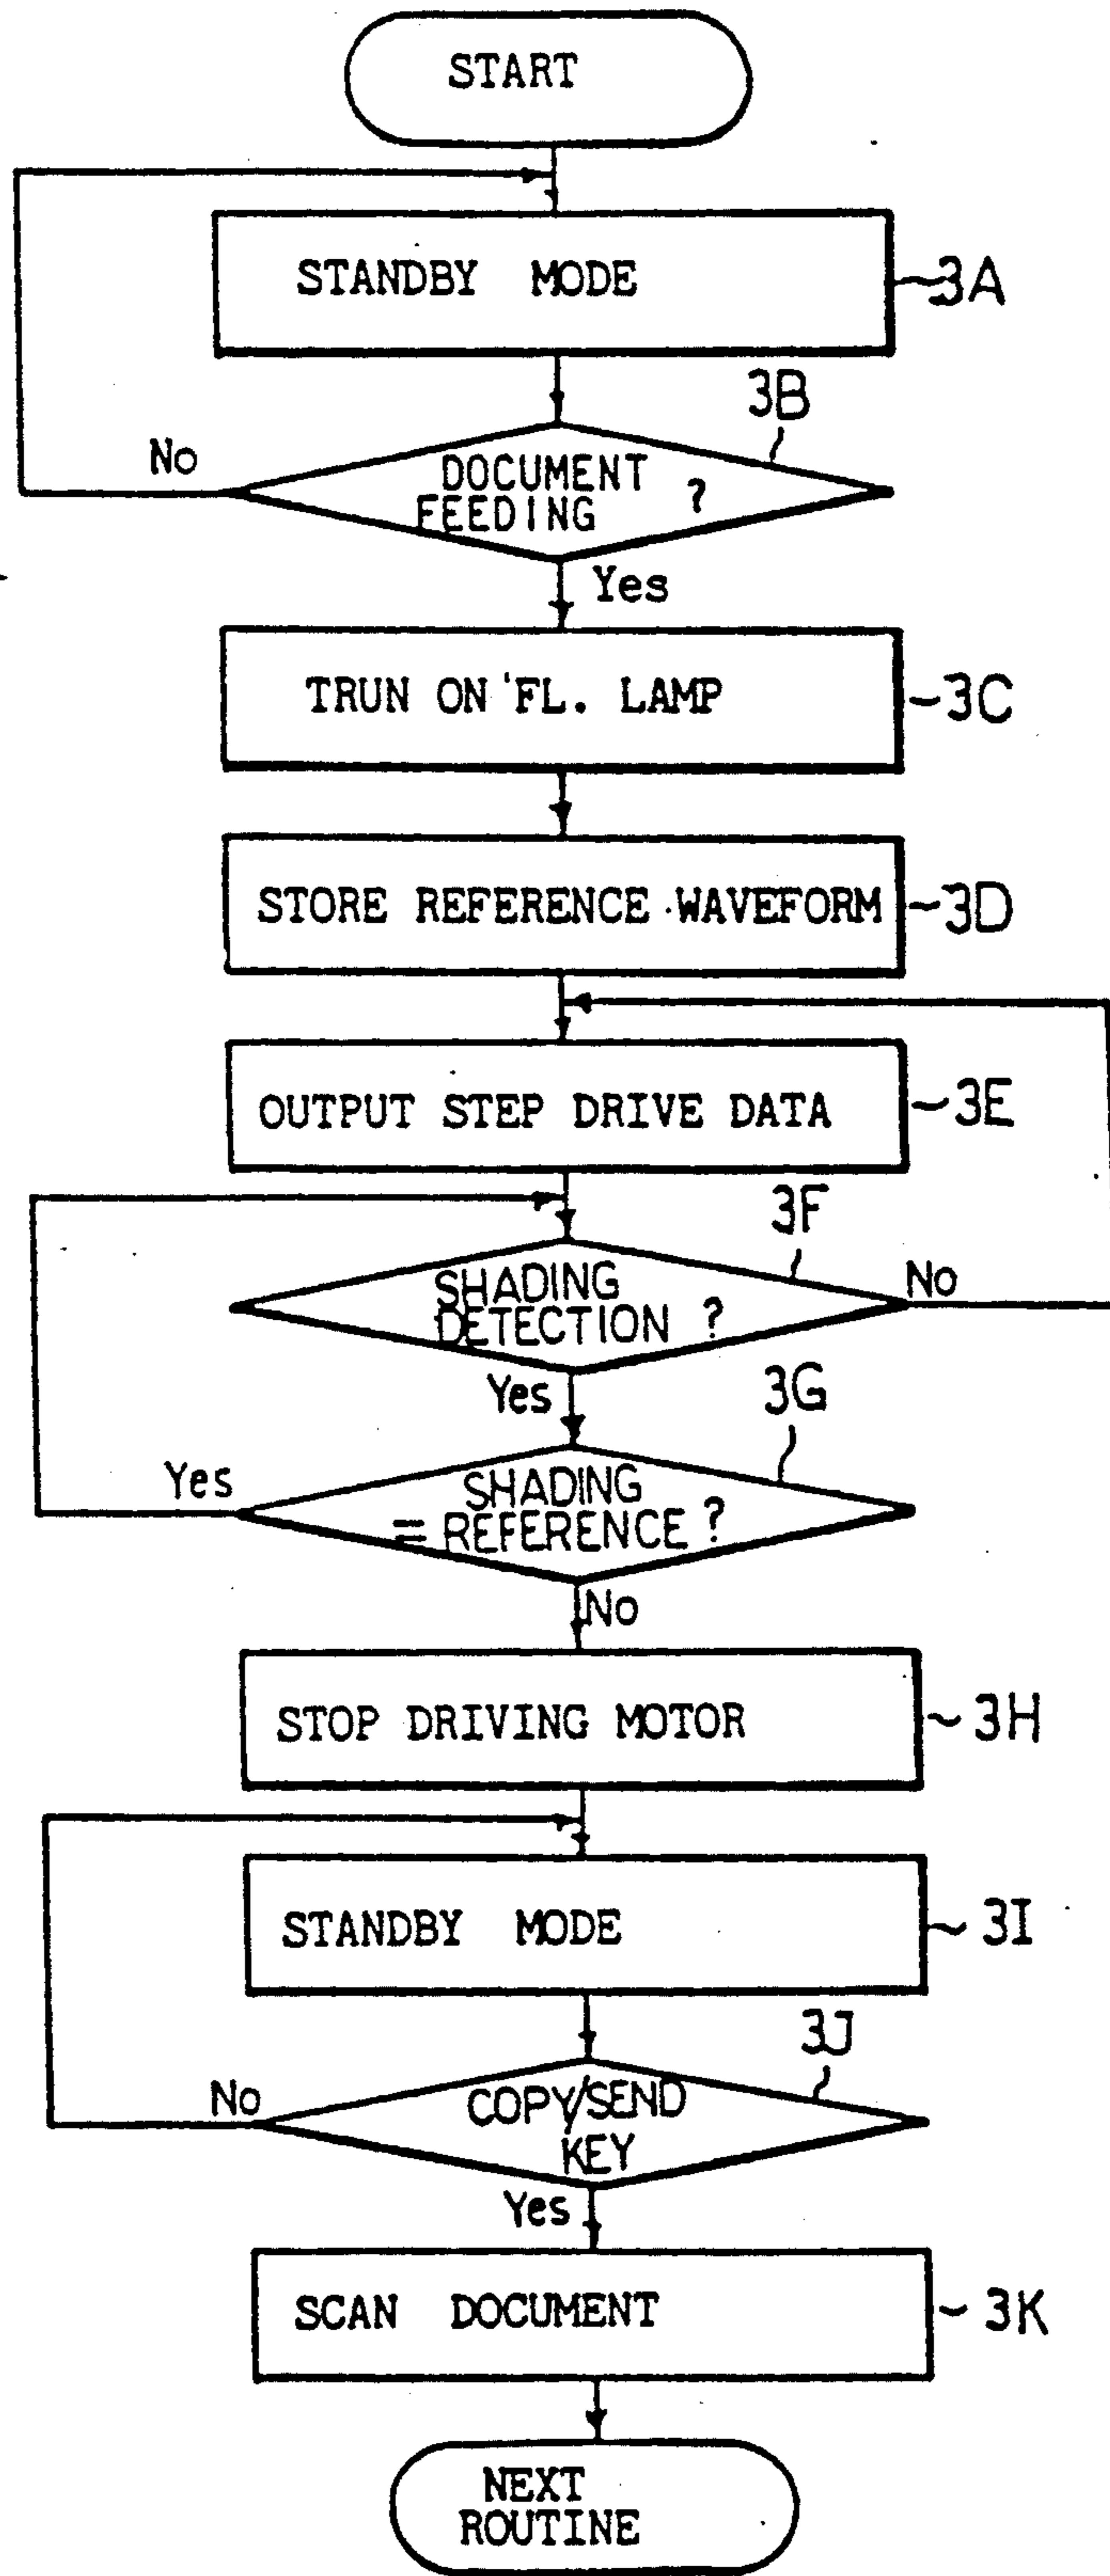 START
STANDBY MODE
3A
3B
No
DOCUMENT
FEEDING ?
Yes
TRUN ON 'FL. LAMP
3C
STORE REFERENCE WAVEFORM
3D
OUTPUT STEP DRIVE DATA
3E
3F
SHADING
DETECTION ?
No
Yes
3G
Yes
SHADING
= REFERENCE ?
No
STOP DRIVING MOTOR
3H
STANDBY MODE
3I
3J
No
COPY/SEND
KEY
Yes
SCAN DOCUMENT
3K
NEXT
ROUTINE